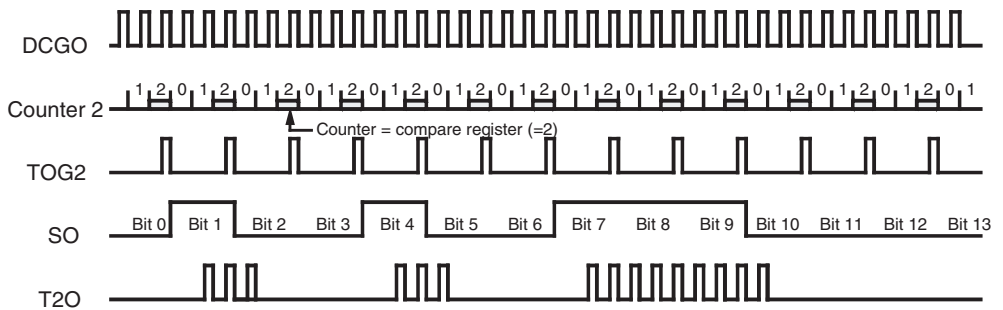 DCGO
Counter 2 1 2 0 1 2 0 1 2 0 1 2 0 1 2 0 1 2 0 1 2 0 1 2 0 1 2 0 1 2 0 1 2 0 1 2 0 1 2 0 1
Counter = compare register (=2)
TOG2
SO Bit 0 Bit 1 Bit 2 Bit 3 Bit 4 Bit 5 Bit 6 Bit 7 Bit 8 Bit 9 Bit 10 Bit 11 Bit 12 Bit 13
T2O